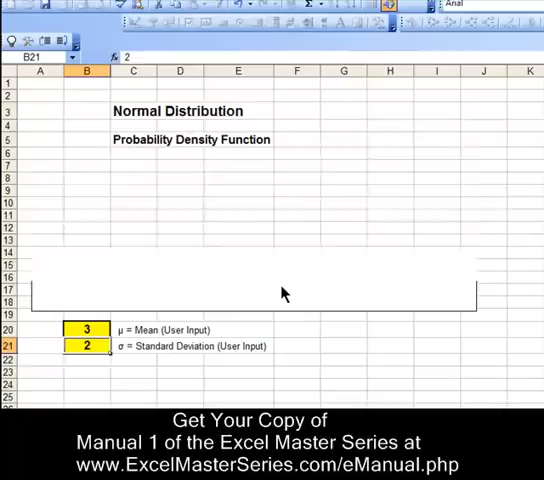 Arial
B21 fx 2
A B C D E F G H I J K
1
2
3 Normal Distribution
4
5 Probability Density Function
6
7
8
9
10
11
12
13
14
15
16
17
18
19
20 3 μ = Mean (User Input)
21 2 σ = Standard Deviation (User Input)
22
23
24
25
Get Your Copy of
Manual 1 of the Excel Master Series at
www.ExcelMasterSeries.com/eManual.php